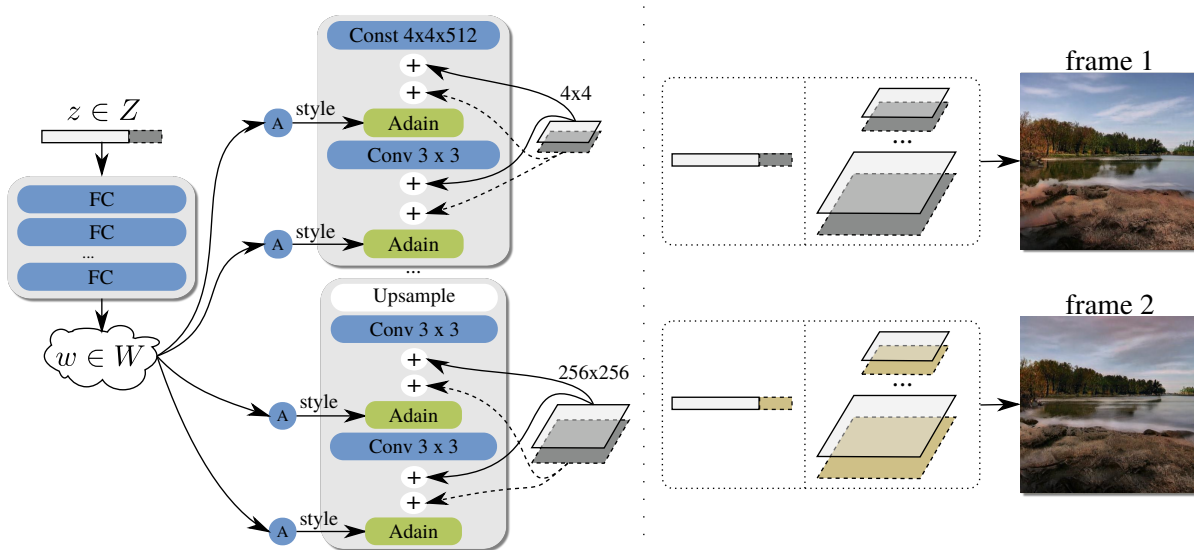 z ∈ Z
FC
FC
...
FC
w ∈ W
A
style
A
style
A
style
A
style
Const 4x4x512
+
+
Adain
Conv 3 x 3
+
+
Adain
4x4
...
Upsample
Conv 3 x 3
+
+
Adain
Conv 3 x 3
+
+
Adain
256x256
frame 1
...
frame 2
...